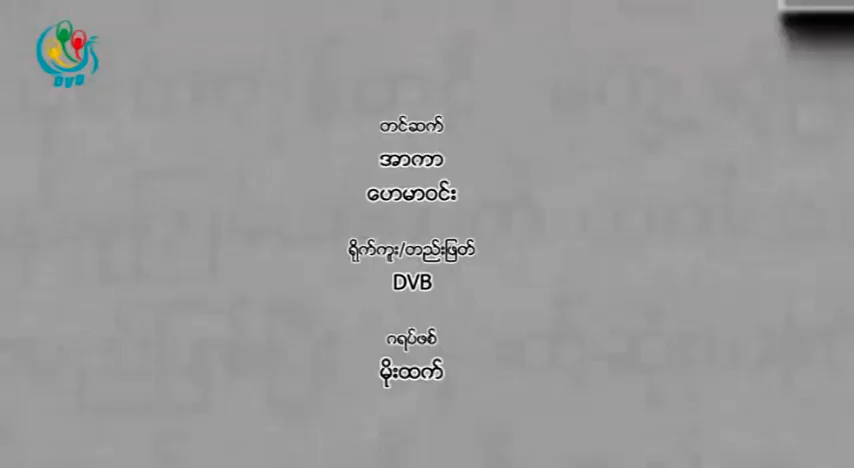 DVB
တင်ဆက်
အာကာ
ဟေမာဝင်း
ရိုက်ကူး/တည်းဖြတ်
DVB
ဂရပ်ဖစ်
မိုးထက်